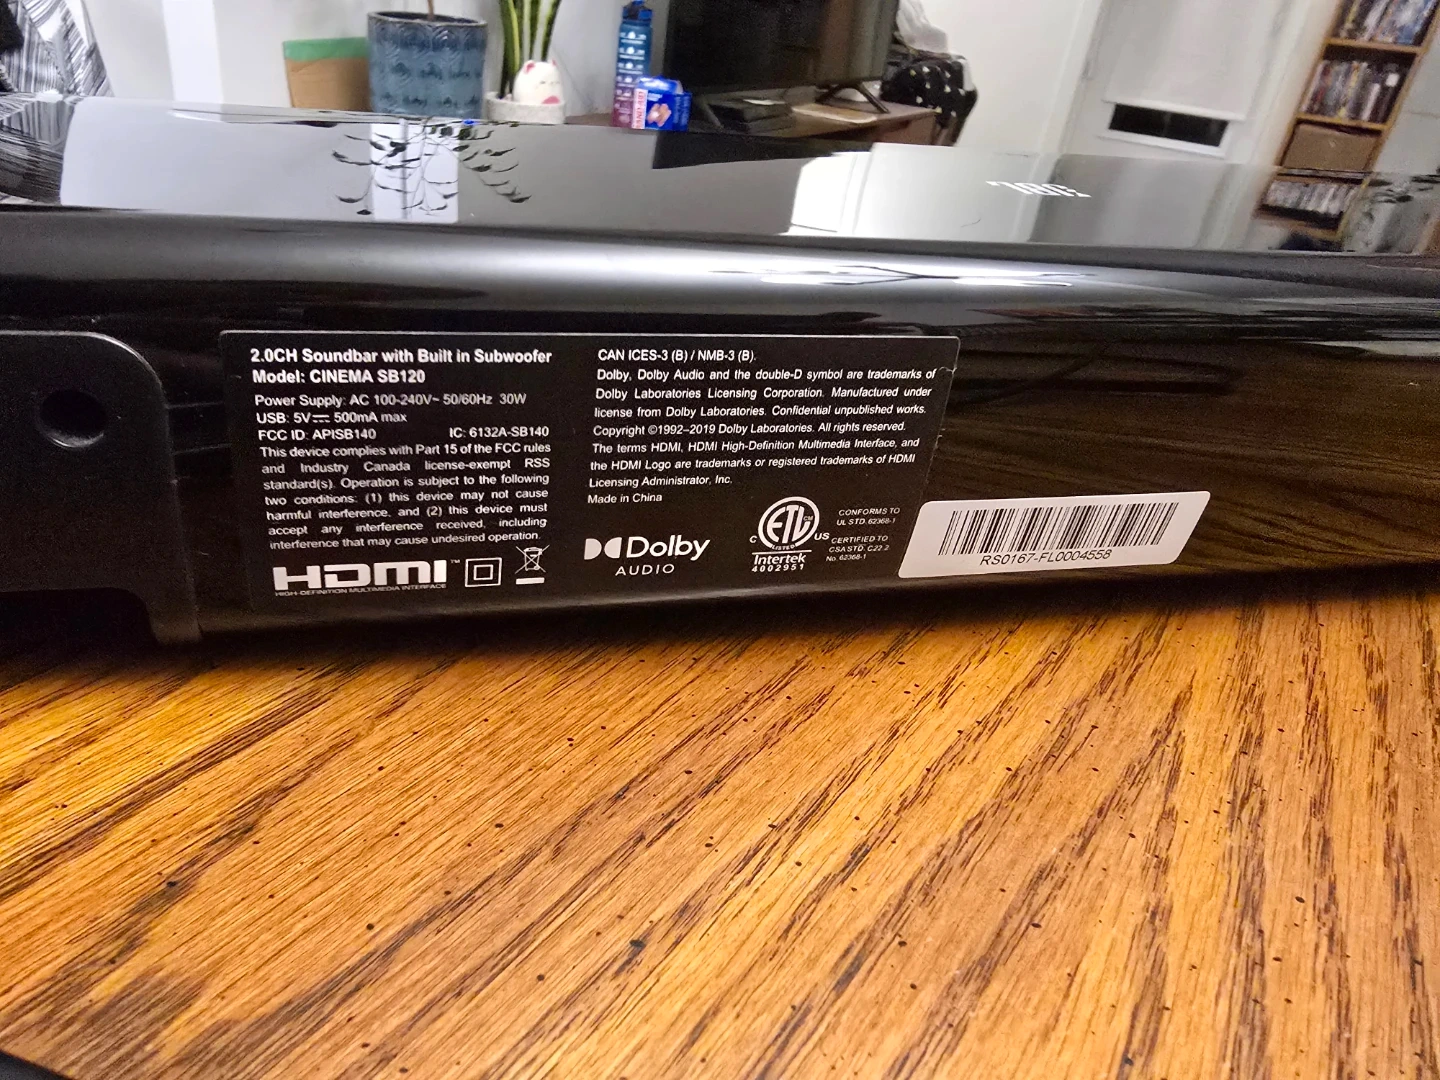 2.0CH Soundbar with Built in Subwoofer
Model: CINEMA SB120
Power Supply: AC 100-240V~ 50/60Hz 30W
USB: 5V⎓ 500mA max
FCC ID: APISB140 IC: 6132A-SB140
This device complies with Part 15 of the FCC rules
and Industry Canada license-exempt RSS
standard(s). Operation is subject to the following
two conditions: (1) this device may not cause
harmful interference, and (2) this device must
accept any interference received, including
interference that may cause undesired operation.
HDMI™
HIGH-DEFINITION MULTIMEDIA INTERFACE
CAN ICES-3 (B) / NMB-3 (B).
Dolby, Dolby Audio and the double-D symbol are trademarks of
Dolby Laboratories Licensing Corporation. Manufactured under
license from Dolby Laboratories. Confidential unpublished works.
Copyright ©1992–2019 Dolby Laboratories. All rights reserved.
The terms HDMI, HDMI High-Definition Multimedia Interface, and
the HDMI Logo are trademarks or registered trademarks of HDMI
Licensing Administrator, Inc.
Made in China
Dolby
AUDIO
ETL CM
LISTED
C US
Intertek
4002951
CONFORMS TO
UL STD. 62368-1
CERTIFIED TO
CSA STD. C22.2
No. 62368-1
RS0167-FL0004558
JBL
BAND-AID